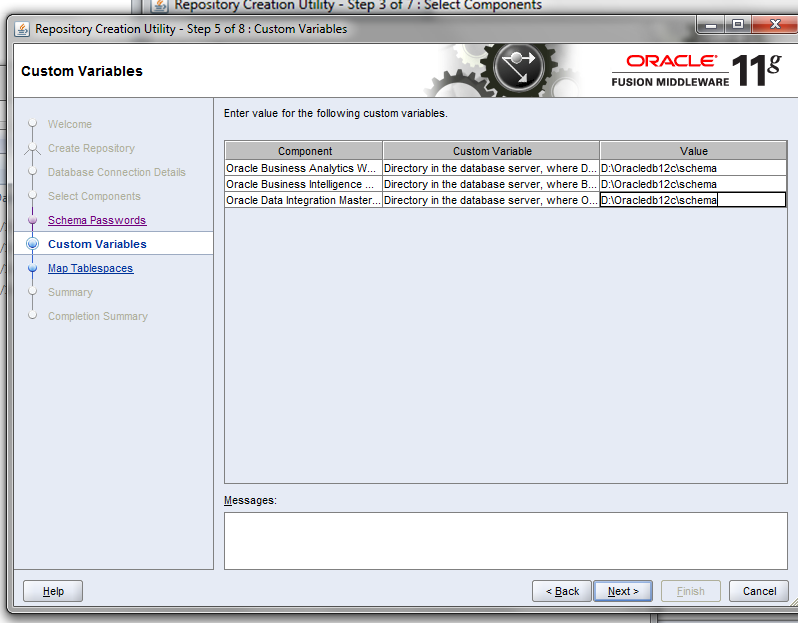 Repository Creation Utility - Step 3 of 7 : Select Components
Repository Creation Utility - Step 5 of 8 : Custom Variables
Custom Variables
ORACLE
FUSION MIDDLEWARE 11g
Welcome
Create Repository
Database Connection Details
Select Components
Schema Passwords
Custom Variables
Map Tablespaces
Summary
Completion Summary
Enter value for the following custom variables.
Component Custom Variable Value
Oracle Business Analytics W... Directory in the database server, where D... D:\Oracledb12c\schema
Oracle Business Intelligence ... Directory in the database server, where B... D:\Oracledb12c\schema
Oracle Data Integration Master... Directory in the database server, where O... D:\Oracledb12c\schema
Messages:
Help < Back Next > Finish Cancel